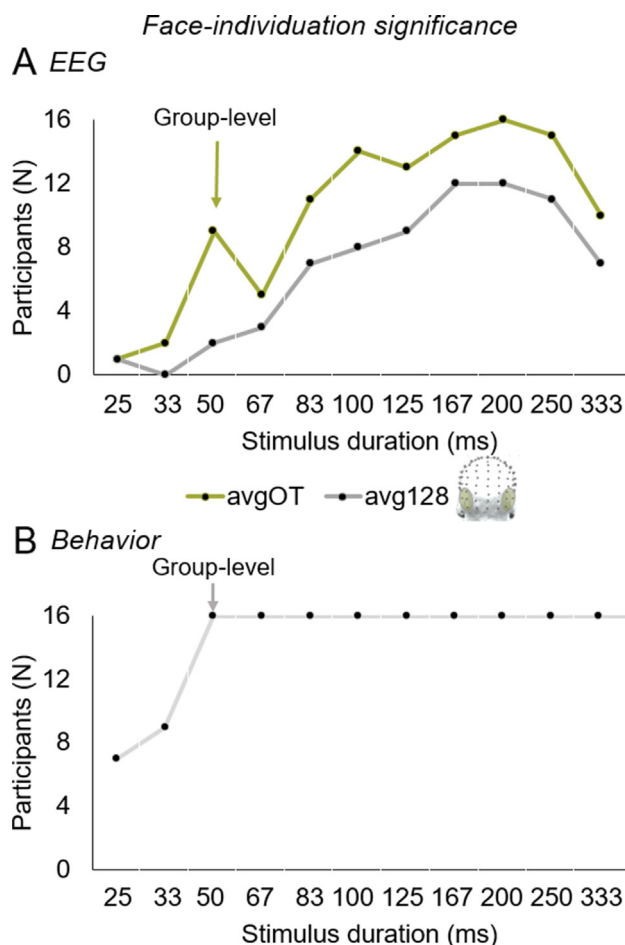 Face-individuation significance
A EEG
16
Group-level
12
8
4
0
Participants (N)
25 33 50 67 83 100 125 167 200 250 333
Stimulus duration (ms)
avgOT avg128
B Behavior
Group-level
16
12
8
4
0
Participants (N)
25 33 50 67 83 100 125 167 200 250 333
Stimulus duration (ms)